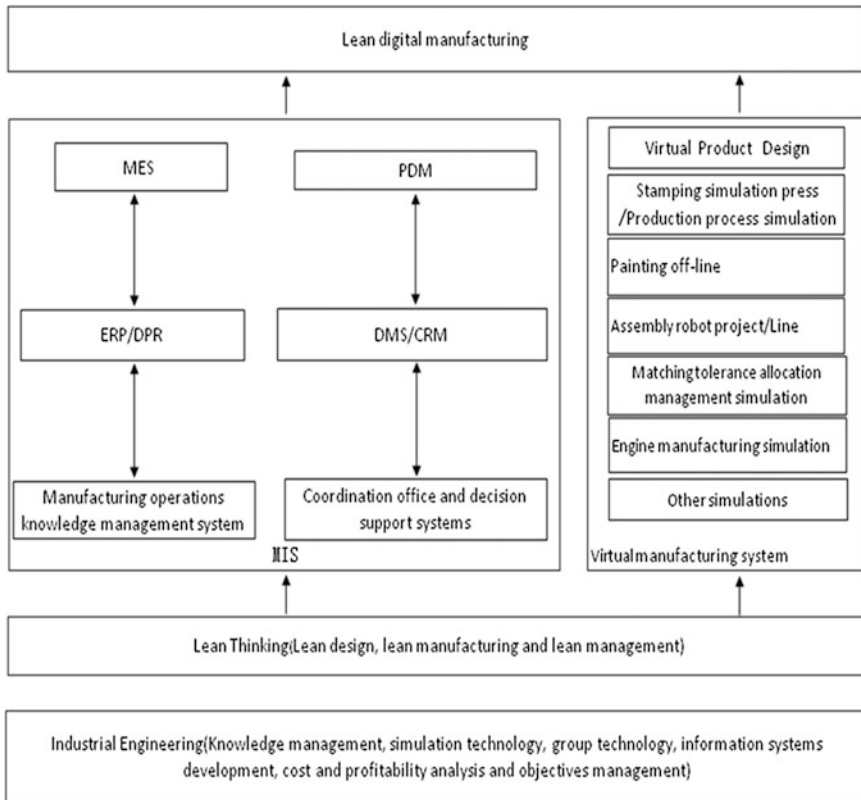 Lean digital manufacturing
MES
PDM
ERP/DPR
DMS/CRM
Manufacturing operations
knowledge management system
Coordination office and decision
support systems
MIS
Virtual Product Design
Stamping simulation press
/Production process simulation
Painting off-line
Assembly robot project/Line
Matching tolerance allocation
management simulation
Engine manufacturing simulation
Other simulations
Virtual manufacturing system
Lean Thinking(Lean design, lean manufacturing and lean management)
Industrial Engineering(Knowledge management, simulation technology, group technology, information systems
development, cost and profitability analysis and objectives management)